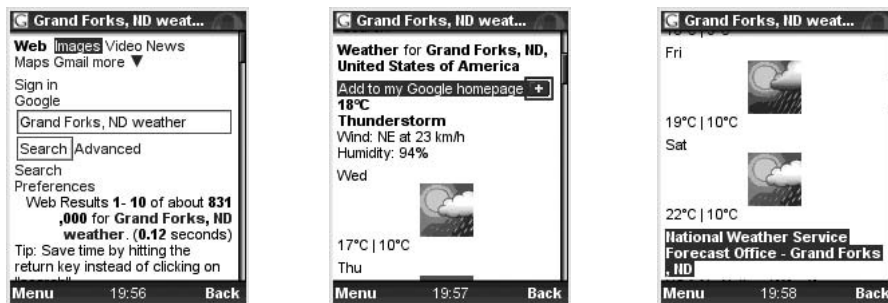 Grand Forks, ND weat...
Web Images Video News
Maps Gmail more ▼
Sign in
Google
Grand Forks, ND weather
Search Advanced
Search
Preferences
Web Results 1- 10 of about 831
,000 for Grand Forks, ND
weather. (0.12 seconds)
Tip: Save time by hitting the
return key instead of clicking on
Menu 19:56 Back
Grand Forks, ND weat...
Weather for Grand Forks, ND,
United States of America
Add to my Google homepage +
18°C
Thunderstorm
Wind: NE at 23 km/h
Humidity: 94%
Wed
17°C | 10°C
Thu
Menu 19:57 Back
Grand Forks, ND weat...
Fri
19°C | 10°C
Sat
22°C | 10°C
National Weather Service
Forecast Office - Grand Forks
, ND
Menu 19:58 Back